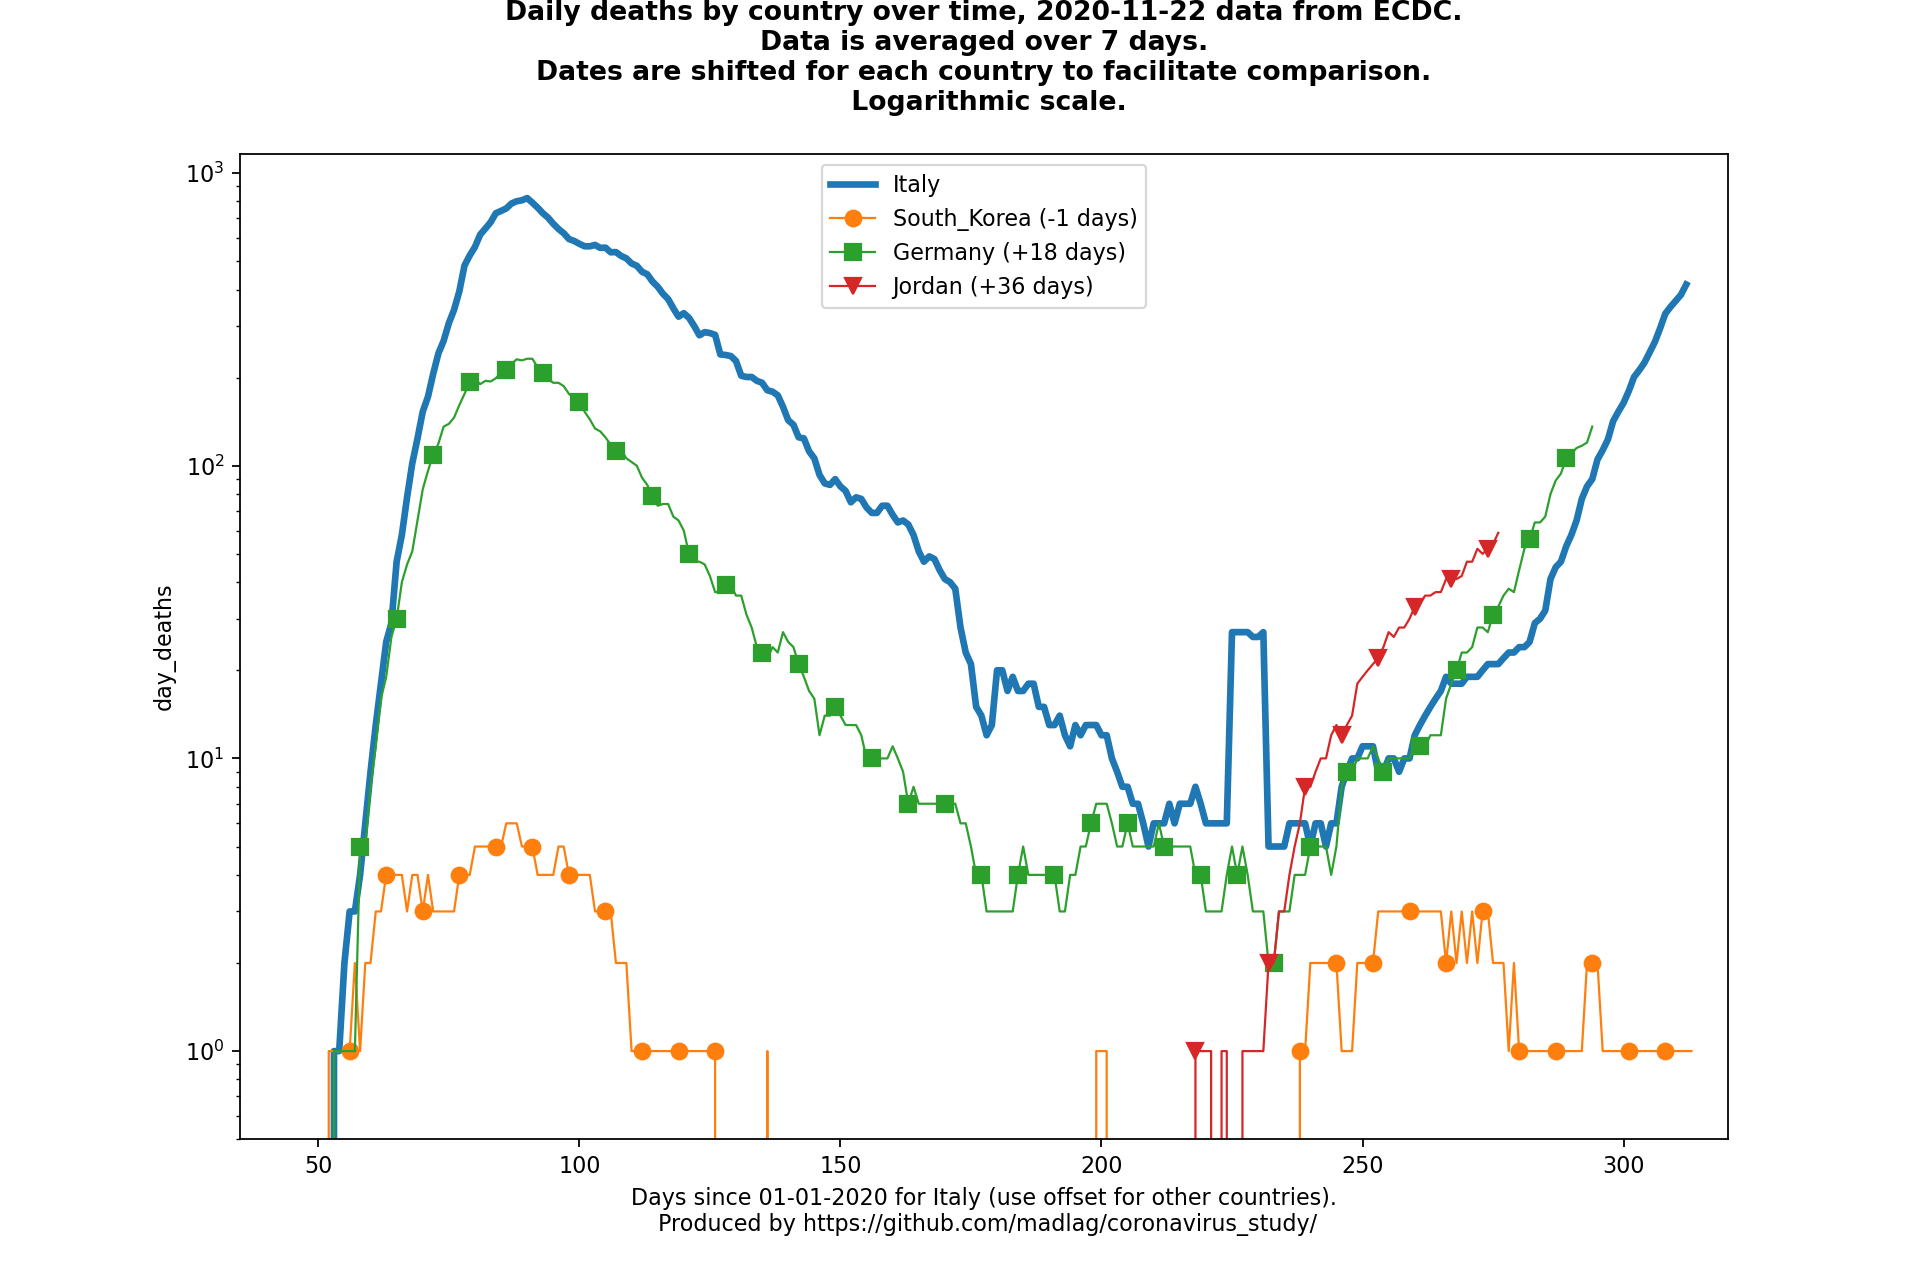 Daily deaths by country over time, 2020-11-22 data from ECDC.
Data is averaged over 7 days.
Dates are shifted for each country to facilitate comparison.
Logarithmic scale.
Italy
South_Korea (-1 days)
Germany (+18 days)
Jordan (+36 days)
10³
10²
10¹
10⁰
day_deaths
50 100 150 200 250 300
Days since 01-01-2020 for Italy (use offset for other countries).
Produced by https://github.com/madlag/coronavirus_study/